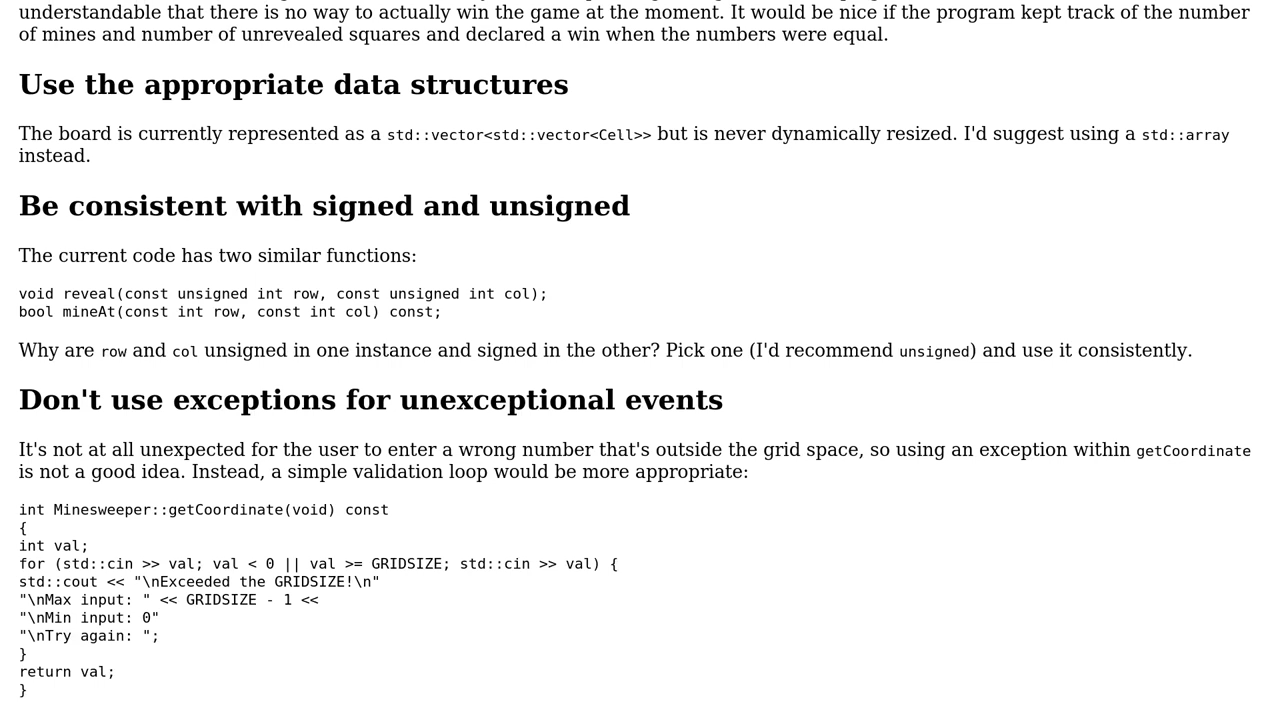 understandable that there is no way to actually win the game at the moment. It would be nice if the program kept track of the number
of mines and number of unrevealed squares and declared a win when the numbers were equal.
Use the appropriate data structures
The board is currently represented as a std::vector<std::vector<Cell>> but is never dynamically resized. I'd suggest using a std::array
instead.
Be consistent with signed and unsigned
The current code has two similar functions:
void reveal(const unsigned int row, const unsigned int col);
bool mineAt(const int row, const int col) const;
Why are row and col unsigned in one instance and signed in the other? Pick one (I'd recommend unsigned) and use it consistently.
Don't use exceptions for unexceptional events
It's not at all unexpected for the user to enter a wrong number that's outside the grid space, so using an exception within getCoordinate
is not a good idea. Instead, a simple validation loop would be more appropriate:
int Minesweeper::getCoordinate(void) const
{
int val;
for (std::cin >> val; val < 0 || val >= GRIDSIZE; std::cin >> val) {
std::cout << "\nExceeded the GRIDSIZE!\n"
"\nMax input: " << GRIDSIZE - 1 <<
"\nMin input: 0"
"\nTry again: ";
}
return val;
}